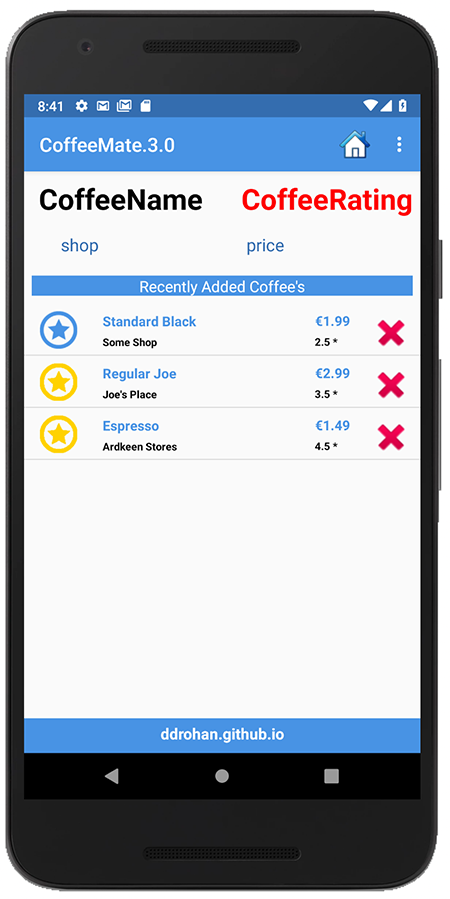 8:41
CoffeeMate.3.0
CoffeeName CoffeeRating
shop price
Recently Added Coffee's
Standard Black €1.99
Some Shop 2.5 *
Regular Joe €2.99
Joe's Place 3.5 *
Espresso €1.49
Ardkeen Stores 4.5 *
ddrohan.github.io